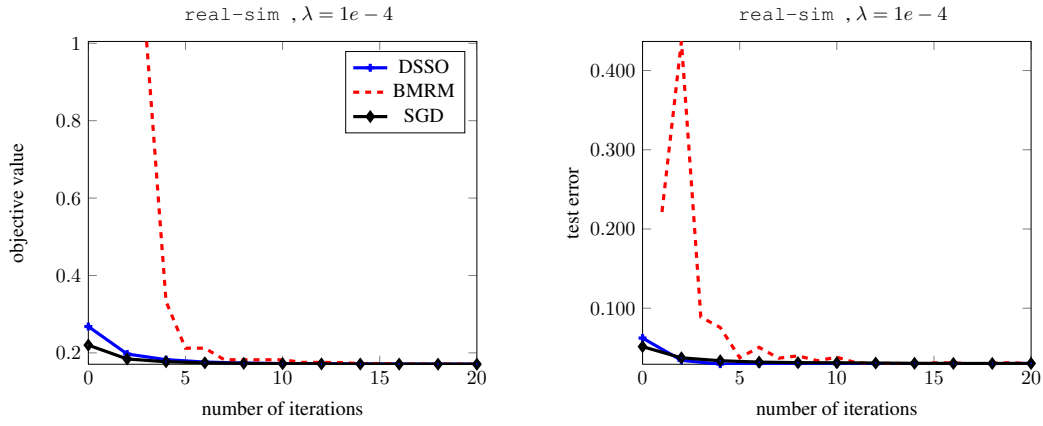 real-sim , λ = 1e − 4
objective value
1
0.8
0.6
0.4
0.2
0
5
10
15
20
number of iterations
DSSO
BMRM
SGD
real-sim , λ = 1e − 4
test error
0.400
0.300
0.200
0.100
0
5
10
15
20
number of iterations